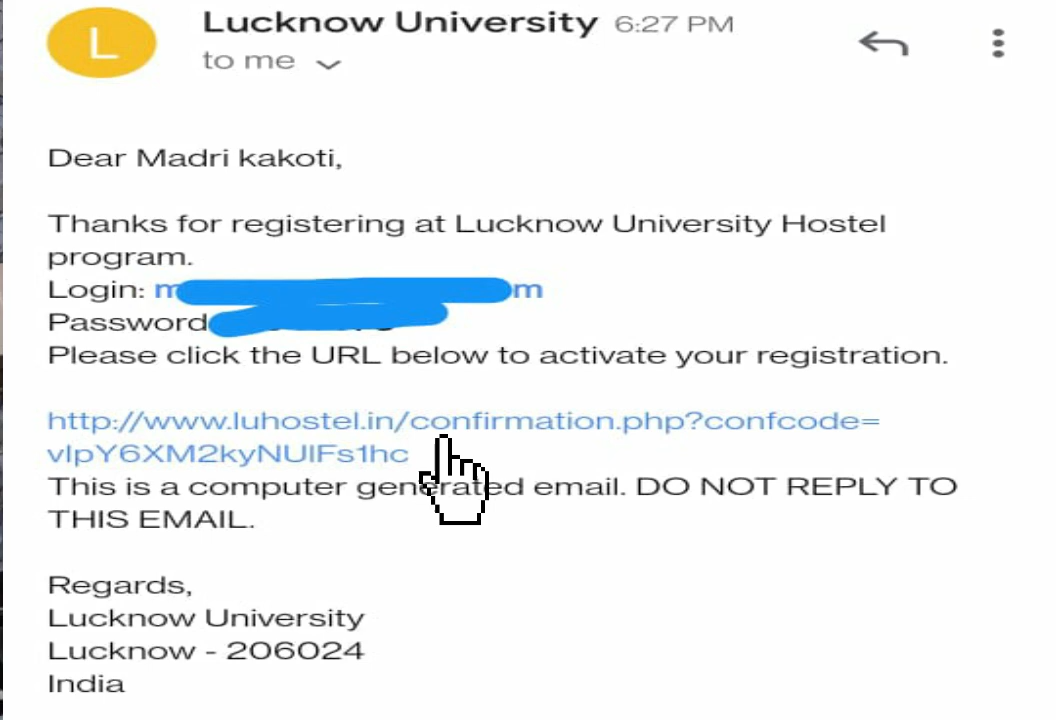 L
Lucknow University 6:27 PM
to me
Dear Madri kakoti,
Thanks for registering at Lucknow University Hostel
program.
Login: m m
Password
Please click the URL below to activate your registration.
http://www.luhostel.in/confirmation.php?confcode=
vlpY6XM2kyNUlFs1hc
This is a computer generated email. DO NOT REPLY TO
THIS EMAIL.
Regards,
Lucknow University
Lucknow - 206024
India